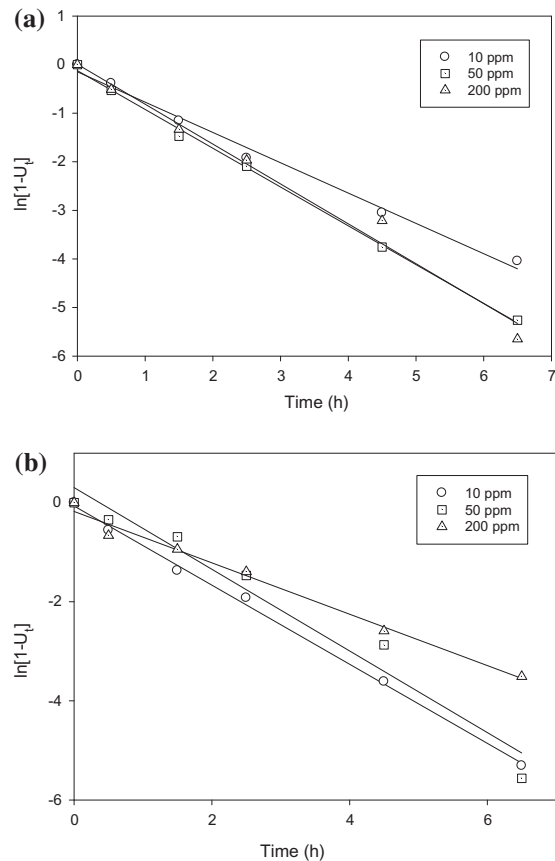 (a)
1
0
-1
-2
-3
-4
-5
-6
ln[1-Ut]
10 ppm
50 ppm
200 ppm
0 1 2 3 4 5 6 7
Time (h)
(b)
0
-2
-4
-6
ln[1-Ut]
10 ppm
50 ppm
200 ppm
0 2 4 6
Time (h)